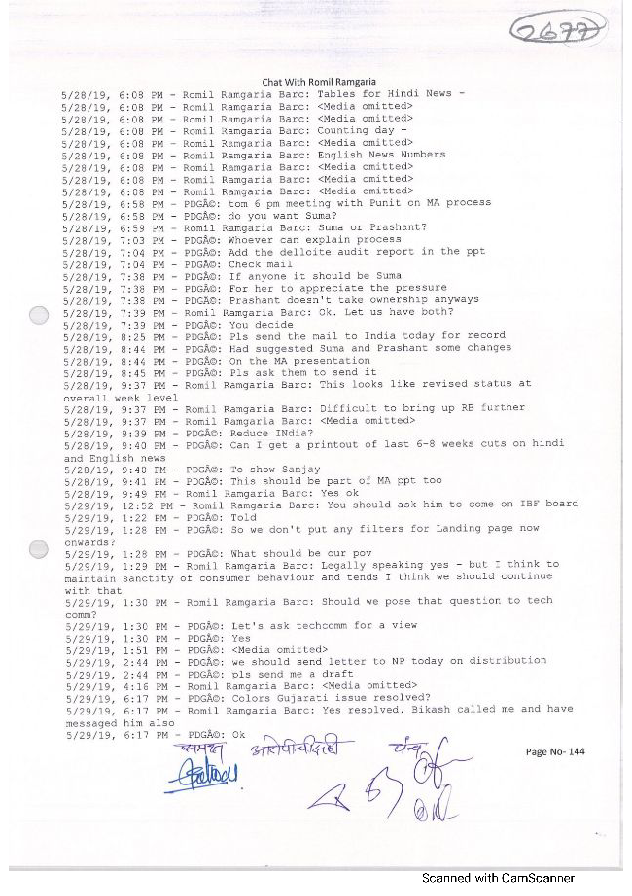 2677
Chat With Romil Ramgaria
5/28/19, 6:08 PM - Romil Ramgaria Barc: Tables for Hindi News -
5/28/19, 6:08 PM - Romil Ramgaria Barc: <Media omitted>
5/28/19, 6:08 PM - Romil Ramgaria Barc: <Media omitted>
5/28/19, 6:08 PM - Romil Ramgaria Barc: Counting day -
5/28/19, 6:08 PM - Romil Ramgaria Barc: <Media omitted>
5/28/19, 6:08 PM - Romil Ramgaria Barc: English News Numbers
5/28/19, 6:08 PM - Romil Ramgaria Barc: <Media omitted>
5/28/19, 6:08 PM - Romil Ramgaria Barc: <Media omitted>
5/28/19, 6:08 PM - Romil Ramgaria Barc: <Media omitted>
5/28/19, 6:58 PM - PDGÂ©: tom 6 pm meeting with Punit on MA process
5/28/19, 6:58 PM - PDGÂ©: do you want Suma?
5/28/19, 6:59 PM - Romil Ramgaria Barc: Suma or Prashant?
5/28/19, 7:03 PM - PDGÂ©: Whoever can explain process
5/28/19, 7:04 PM - PDGÂ©: Add the delloite audit report in the ppt
5/28/19, 7:04 PM - PDGÂ©: Check mail
5/28/19, 7:38 PM - PDGÂ©: If anyone it should be Suma
5/28/19, 7:38 PM - PDGÂ©: For her to appreciate the pressure
5/28/19, 7:38 PM - PDGÂ©: Prashant doesn't take ownership anyways
5/28/19, 7:39 PM - Romil Ramgaria Barc: Ok. Let us have both?
5/28/19, 7:39 PM - PDGÂ©: You decide
5/28/19, 8:25 PM - PDGÂ©: Pls send the mail to India today for record
5/28/19, 8:44 PM - PDGÂ©: Had suggested Suma and Prashant some changes
5/28/19, 8:44 PM - PDGÂ©: On the MA presentation
5/28/19, 8:45 PM - PDGÂ©: Pls ask them to send it
5/28/19, 9:37 PM - Romil Ramgaria Barc: This looks like revised status at
overall week level
5/28/19, 9:37 PM - Romil Ramgaria Barc: Difficult to bring up RB further
5/28/19, 9:37 PM - Romil Ramgaria Barc: <Media omitted>
5/28/19, 9:39 PM - PDGÂ©: Reduce INdia?
5/28/19, 9:40 PM - PDGÂ©: Can I get a printout of last 6-8 weeks cuts on hindi
and English news
5/28/19, 9:40 PM - PDGÂ©: To show Sanjay
5/28/19, 9:41 PM - PDGÂ©: This should be part of MA ppt too
5/28/19, 9:49 PM - Romil Ramgaria Barc: Yes ok
5/29/19, 12:52 PM - Romil Ramgaria Barc: You should ask him to come on IBF board
5/29/19, 1:22 PM - PDGÂ©: Told
5/29/19, 1:28 PM - PDGÂ©: So we don't put any filters for Landing page now
onwards?
5/29/19, 1:28 PM - PDGÂ©: What should be our pov
5/29/19, 1:29 PM - Romil Ramgaria Barc: Legally speaking yes - but I think to
maintain sanctity of consumer behaviour and tends I think we should continue
with that
5/29/19, 1:30 PM - Romil Ramgaria Barc: Should we pose that question to tech
comm?
5/29/19, 1:30 PM - PDGÂ©: Let's ask techcomm for a view
5/29/19, 1:30 PM - PDGÂ©: Yes
5/29/19, 1:51 PM - PDGÂ©: <Media omitted>
5/29/19, 2:44 PM - PDGÂ©: we should send letter to NP today on distribution
5/29/19, 2:44 PM - PDGÂ©: pls send me a draft
5/29/19, 4:16 PM - Romil Ramgaria Barc: <Media omitted>
5/29/19, 6:17 PM - PDGÂ©: Colors Gujarati issue resolved?
5/29/19, 6:17 PM - Romil Ramgaria Barc: Yes resolved. Bikash called me and have
messaged him also
5/29/19, 6:17 PM - PDGÂ©: Ok
समक्ष पंच
Page No- 144
Scanned with CamScanner